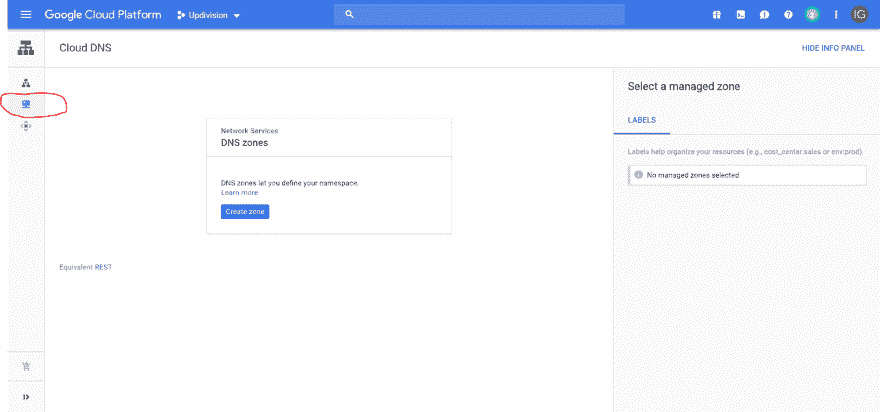 Google Cloud Platform
Updivision
Cloud DNS
HIDE INFO PANEL
Network Services
DNS zones
DNS zones let you define your namespace.
Learn more
Create zone
Equivalent REST
Select a managed zone
LABELS
Labels help organize your resources (e.g., cost_center:sales or env:prod).
No managed zones selected